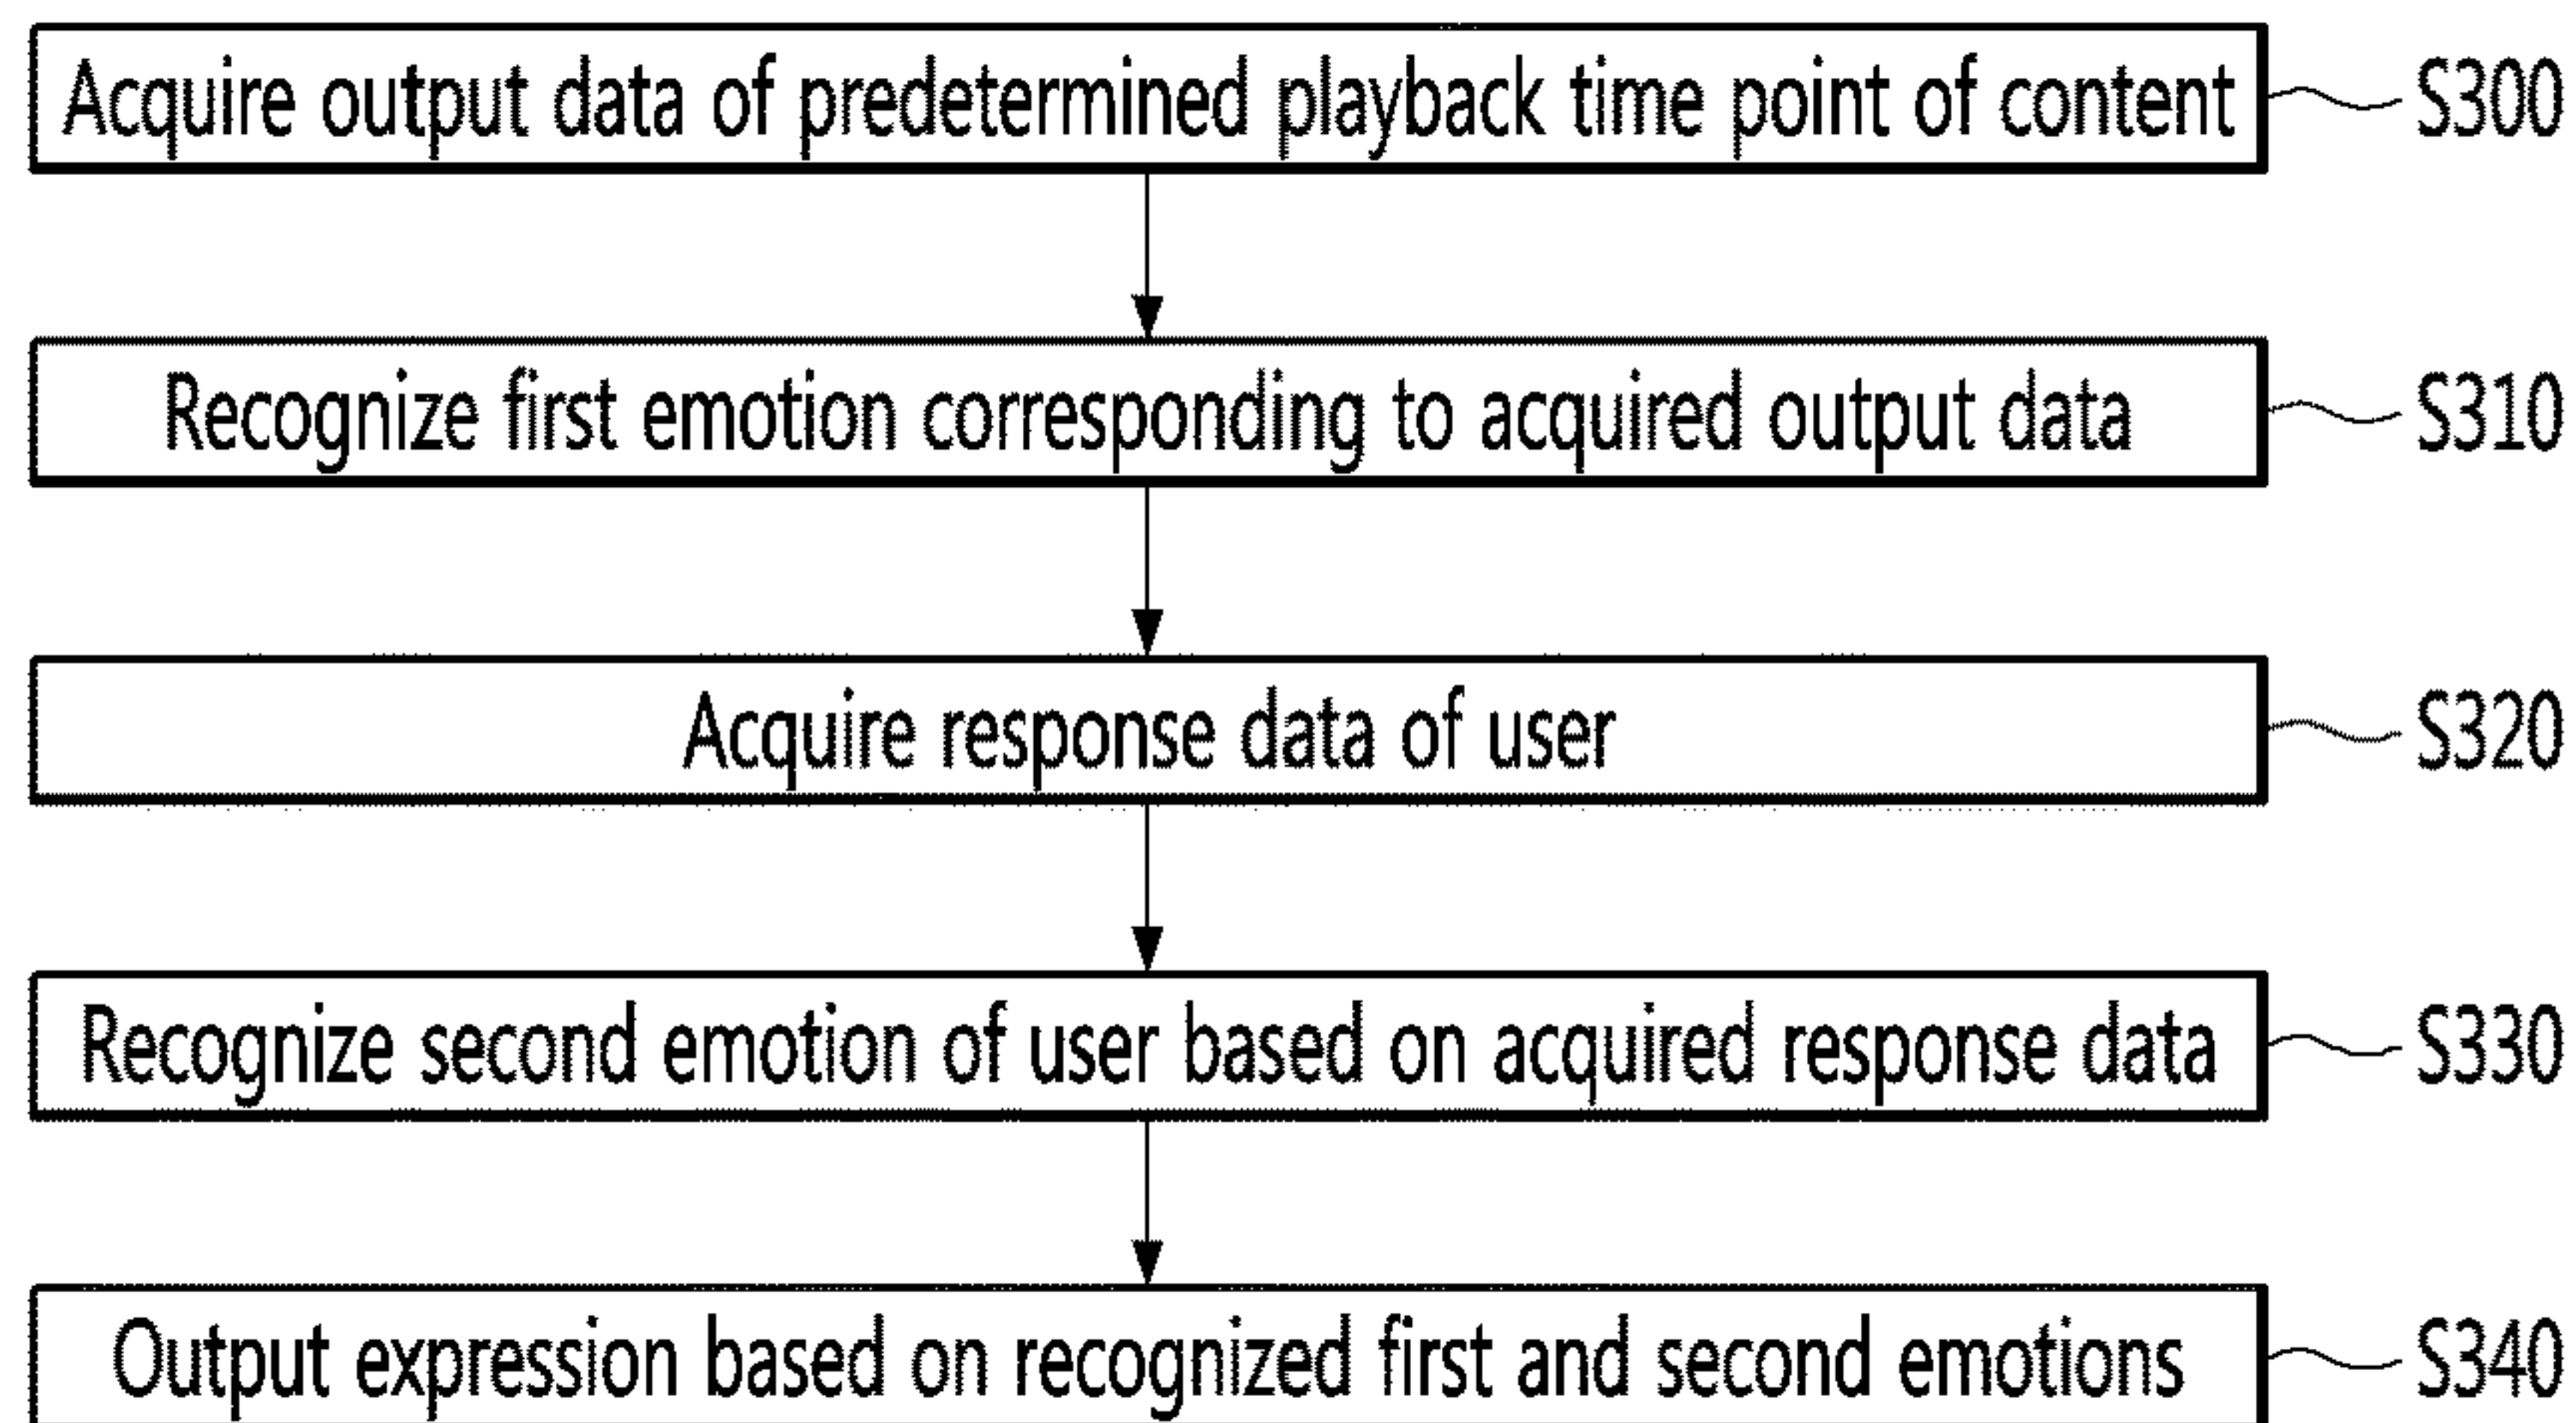 Acquire output data of predetermined playback time point of content S300
Recognize first emotion corresponding to acquired output data S310
Acquire response data of user S320
Recognize second emotion of user based on acquired response data S330
Output expression based on recognized first and second emotions S340